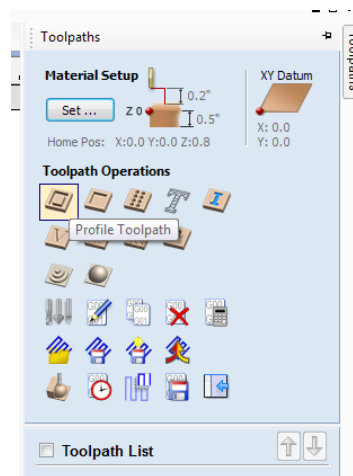 Toolpaths
Toolpaths
Material Setup
XY Datum
0.2"
Set ...
Z 0
0.5"
X: 0.0
Home Pos: X:0.0 Y:0.0 Z:0.8
Y: 0.0
Toolpath Operations
Profile Toolpath
Toolpath List